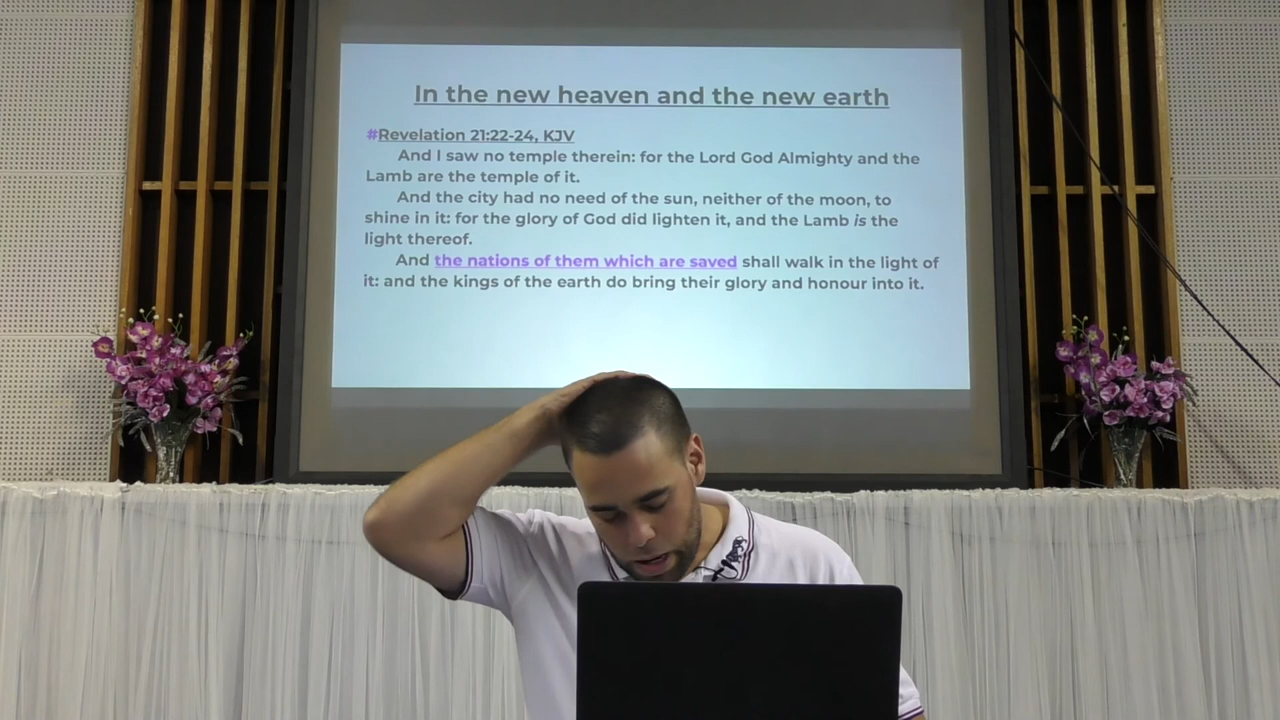 In the new heaven and the new earth
#Revelation 21:22-24, KJV
And I saw no temple therein: for the Lord God Almighty and the
Lamb are the temple of it.
And the city had no need of the sun, neither of the moon, to
shine in it: for the glory of God did lighten it, and the Lamb is the
light thereof.
And the nations of them which are saved shall walk in the light of
it: and the kings of the earth do bring their glory and honour into it.